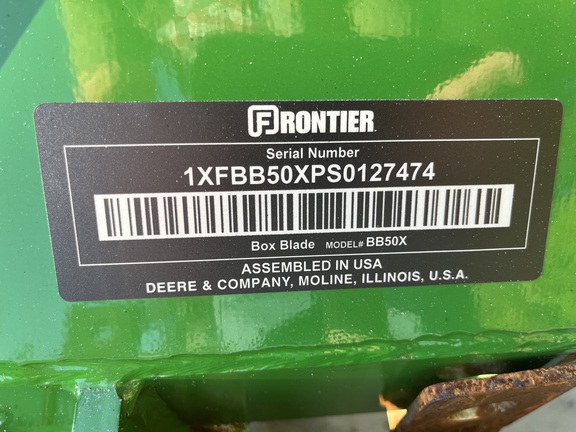 FRONTIER
Serial Number
1XFBB50XPS0127474
Box Blade MODEL# BB50X
ASSEMBLED IN USA
DEERE & COMPANY, MOLINE, ILLINOIS, U.S.A.